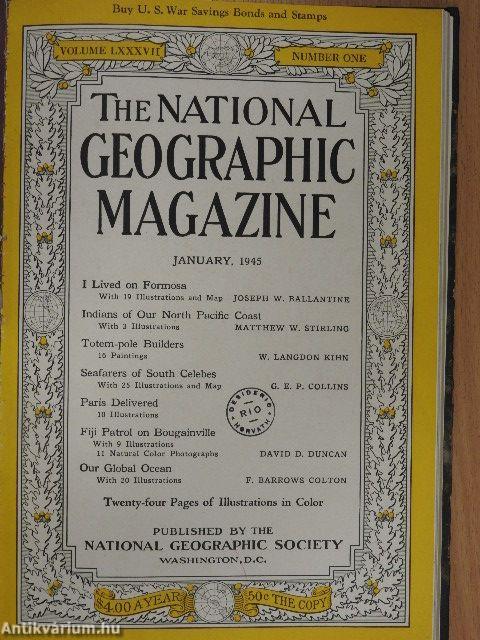 Buy U. S. War Savings Bonds and Stamps
VOLUME LXXXVII
NUMBER ONE
THE NATIONAL
GEOGRAPHIC
MAGAZINE
JANUARY, 1945
I Lived on Formosa
With 19 Illustrations and Map JOSEPH W. BALLANTINE
Indians of Our North Pacific Coast
With 3 Illustrations MATTHEW W. STIRLING
Totem-pole Builders
16 Paintings W. LANGDON KIHN
Seafarers of South Celebes
With 25 Illustrations and Map G. E. P. COLLINS
Paris Delivered
18 Illustrations
DESIDERIO
RIO
HORVATH
Fiji Patrol on Bougainville
With 9 Illustrations
11 Natural Color Photographs DAVID D. DUNCAN
Our Global Ocean
With 20 Illustrations F. BARROWS COLTON
Twenty-four Pages of Illustrations in Color
PUBLISHED BY THE
NATIONAL GEOGRAPHIC SOCIETY
WASHINGTON, D.C.
$4.00 A YEAR
50¢ THE COPY
Antikvárium.hu